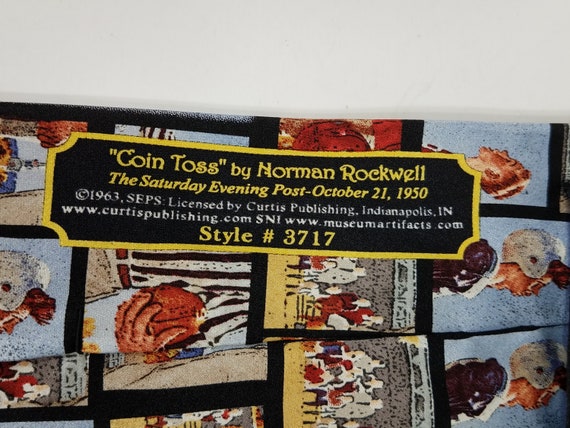 "Coin Toss" by Norman Rockwell
The Saturday Evening Post-October 21, 1950
©1963, SEPS: Licensed by Curtis Publishing, Indianapolis, IN
www.curtispublishing.com SNI www.museumartifacts.com
Style # 3717